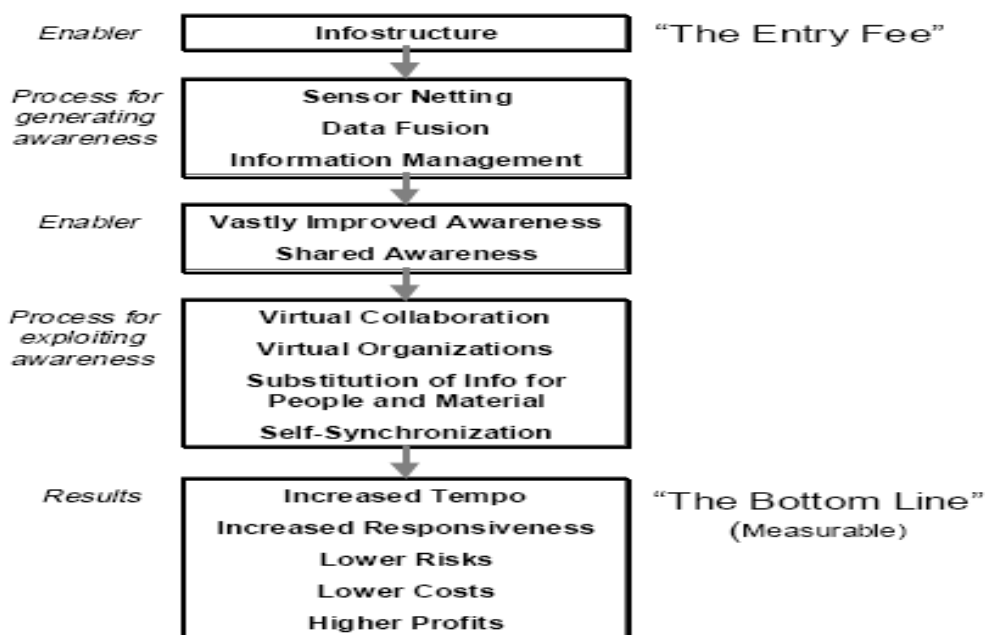 Enabler
Infostructure
“The Entry Fee”
Process for
generating
awareness
Sensor Netting
Data Fusion
Information Management
Enabler
Vastly Improved Awareness
Shared Awareness
Process for
exploiting
awareness
Virtual Collaboration
Virtual Organizations
Substitution of Info for
People and Material
Self-Synchronization
Results
Increased Tempo
Increased Responsiveness
Lower Risks
Lower Costs
Higher Profits
“The Bottom Line”
(Measurable)